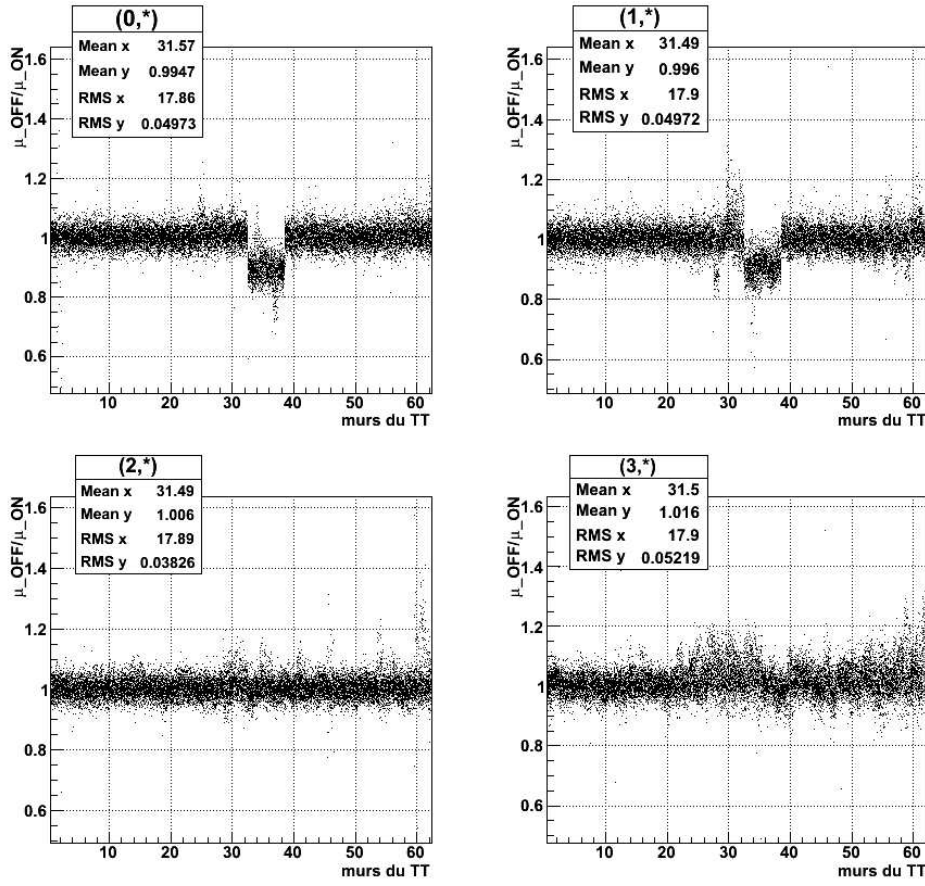 (0,*)
Mean x 31.57
Mean y 0.9947
RMS x 17.86
RMS y 0.04973
μ_OFF/μ_ON
1.6
1.4
1.2
1
0.8
0.6
10 20 30 40 50 60
murs du TT
(1,*)
Mean x 31.49
Mean y 0.996
RMS x 17.9
RMS y 0.04972
μ_OFF/μ_ON
1.6
1.4
1.2
1
0.8
0.6
10 20 30 40 50 60
murs du TT
(2,*)
Mean x 31.49
Mean y 1.006
RMS x 17.89
RMS y 0.03826
μ_OFF/μ_ON
1.6
1.4
1.2
1
0.8
0.6
10 20 30 40 50 60
murs du TT
(3,*)
Mean x 31.5
Mean y 1.016
RMS x 17.9
RMS y 0.05219
μ_OFF/μ_ON
1.6
1.4
1.2
1
0.8
0.6
10 20 30 40 50 60
murs du TT